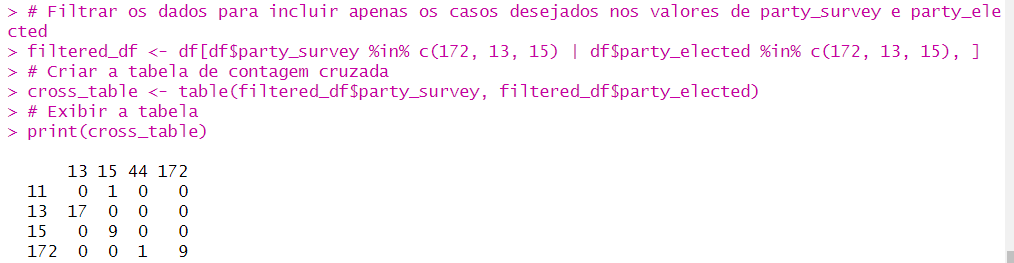 > # Filtrar os dados para incluir apenas os casos desejados nos valores de party_survey e party_ele
cted
> filtered_df <- df[df$party_survey %in% c(172, 13, 15) | df$party_elected %in% c(172, 13, 15), ]
> # Criar a tabela de contagem cruzada
> cross_table <- table(filtered_df$party_survey, filtered_df$party_elected)
> # Exibir a tabela
> print(cross_table)
     13 15 44 172
  11   0  1  0   0
  13  17  0  0   0
  15   0  9  0   0
  172  0  0  1   9